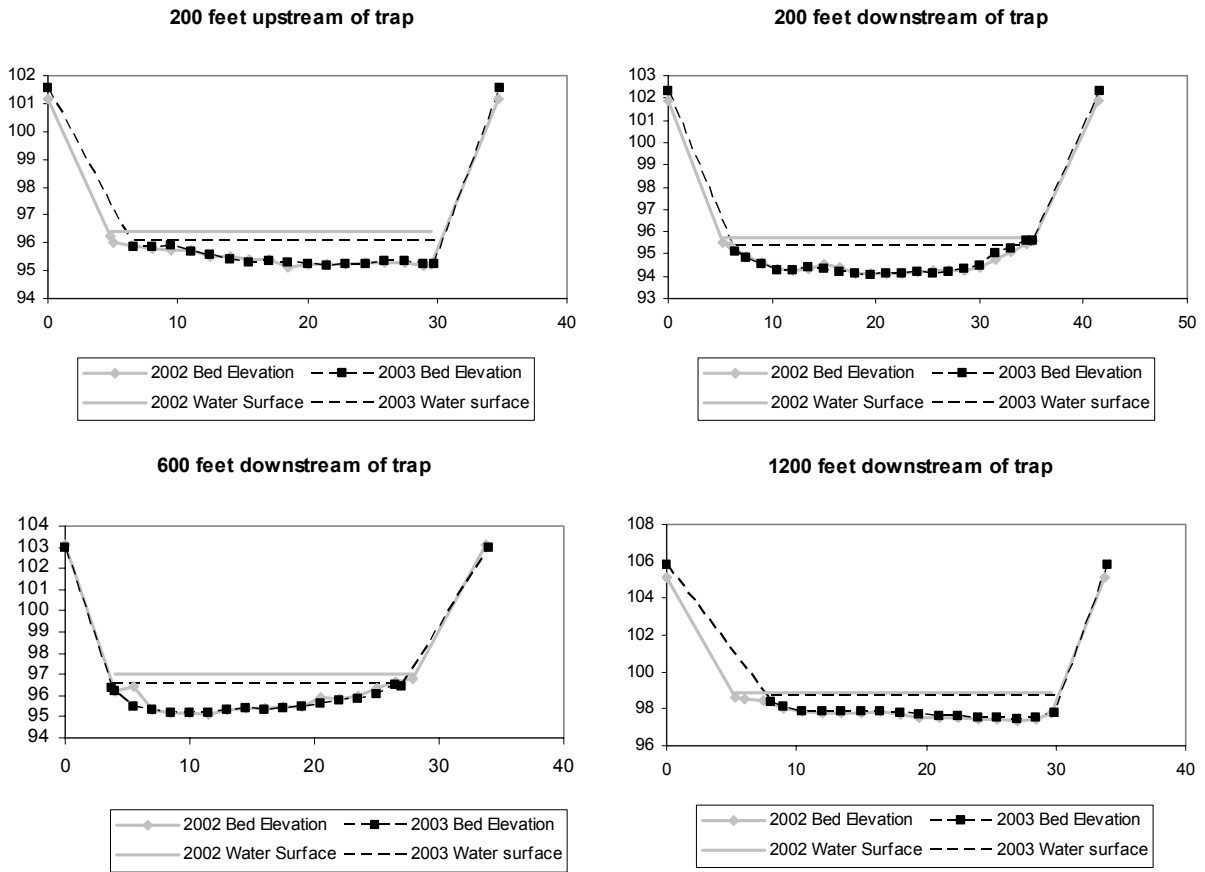 200 feet upstream of trap
102
101
100
99
98
97
96
95
94
0 10 20 30 40
2002 Bed Elevation 2003 Bed Elevation
2002 Water Surface 2003 Water surface
200 feet downstream of trap
103
102
101
100
99
98
97
96
95
94
93
0 10 20 30 40 50
2002 Bed Elevation 2003 Bed Elevation
2002 Water Surface 2003 Water surface
600 feet downstream of trap
104
103
102
101
100
99
98
97
96
95
94
0 10 20 30 40
2002 Bed Elevation 2003 Bed Elevation
2002 Water Surface 2003 Water surface
1200 feet downstream of trap
108
106
104
102
100
98
96
0 10 20 30 40
2002 Bed Elevation 2003 Bed Elevation
2002 Water Surface 2003 Water surface